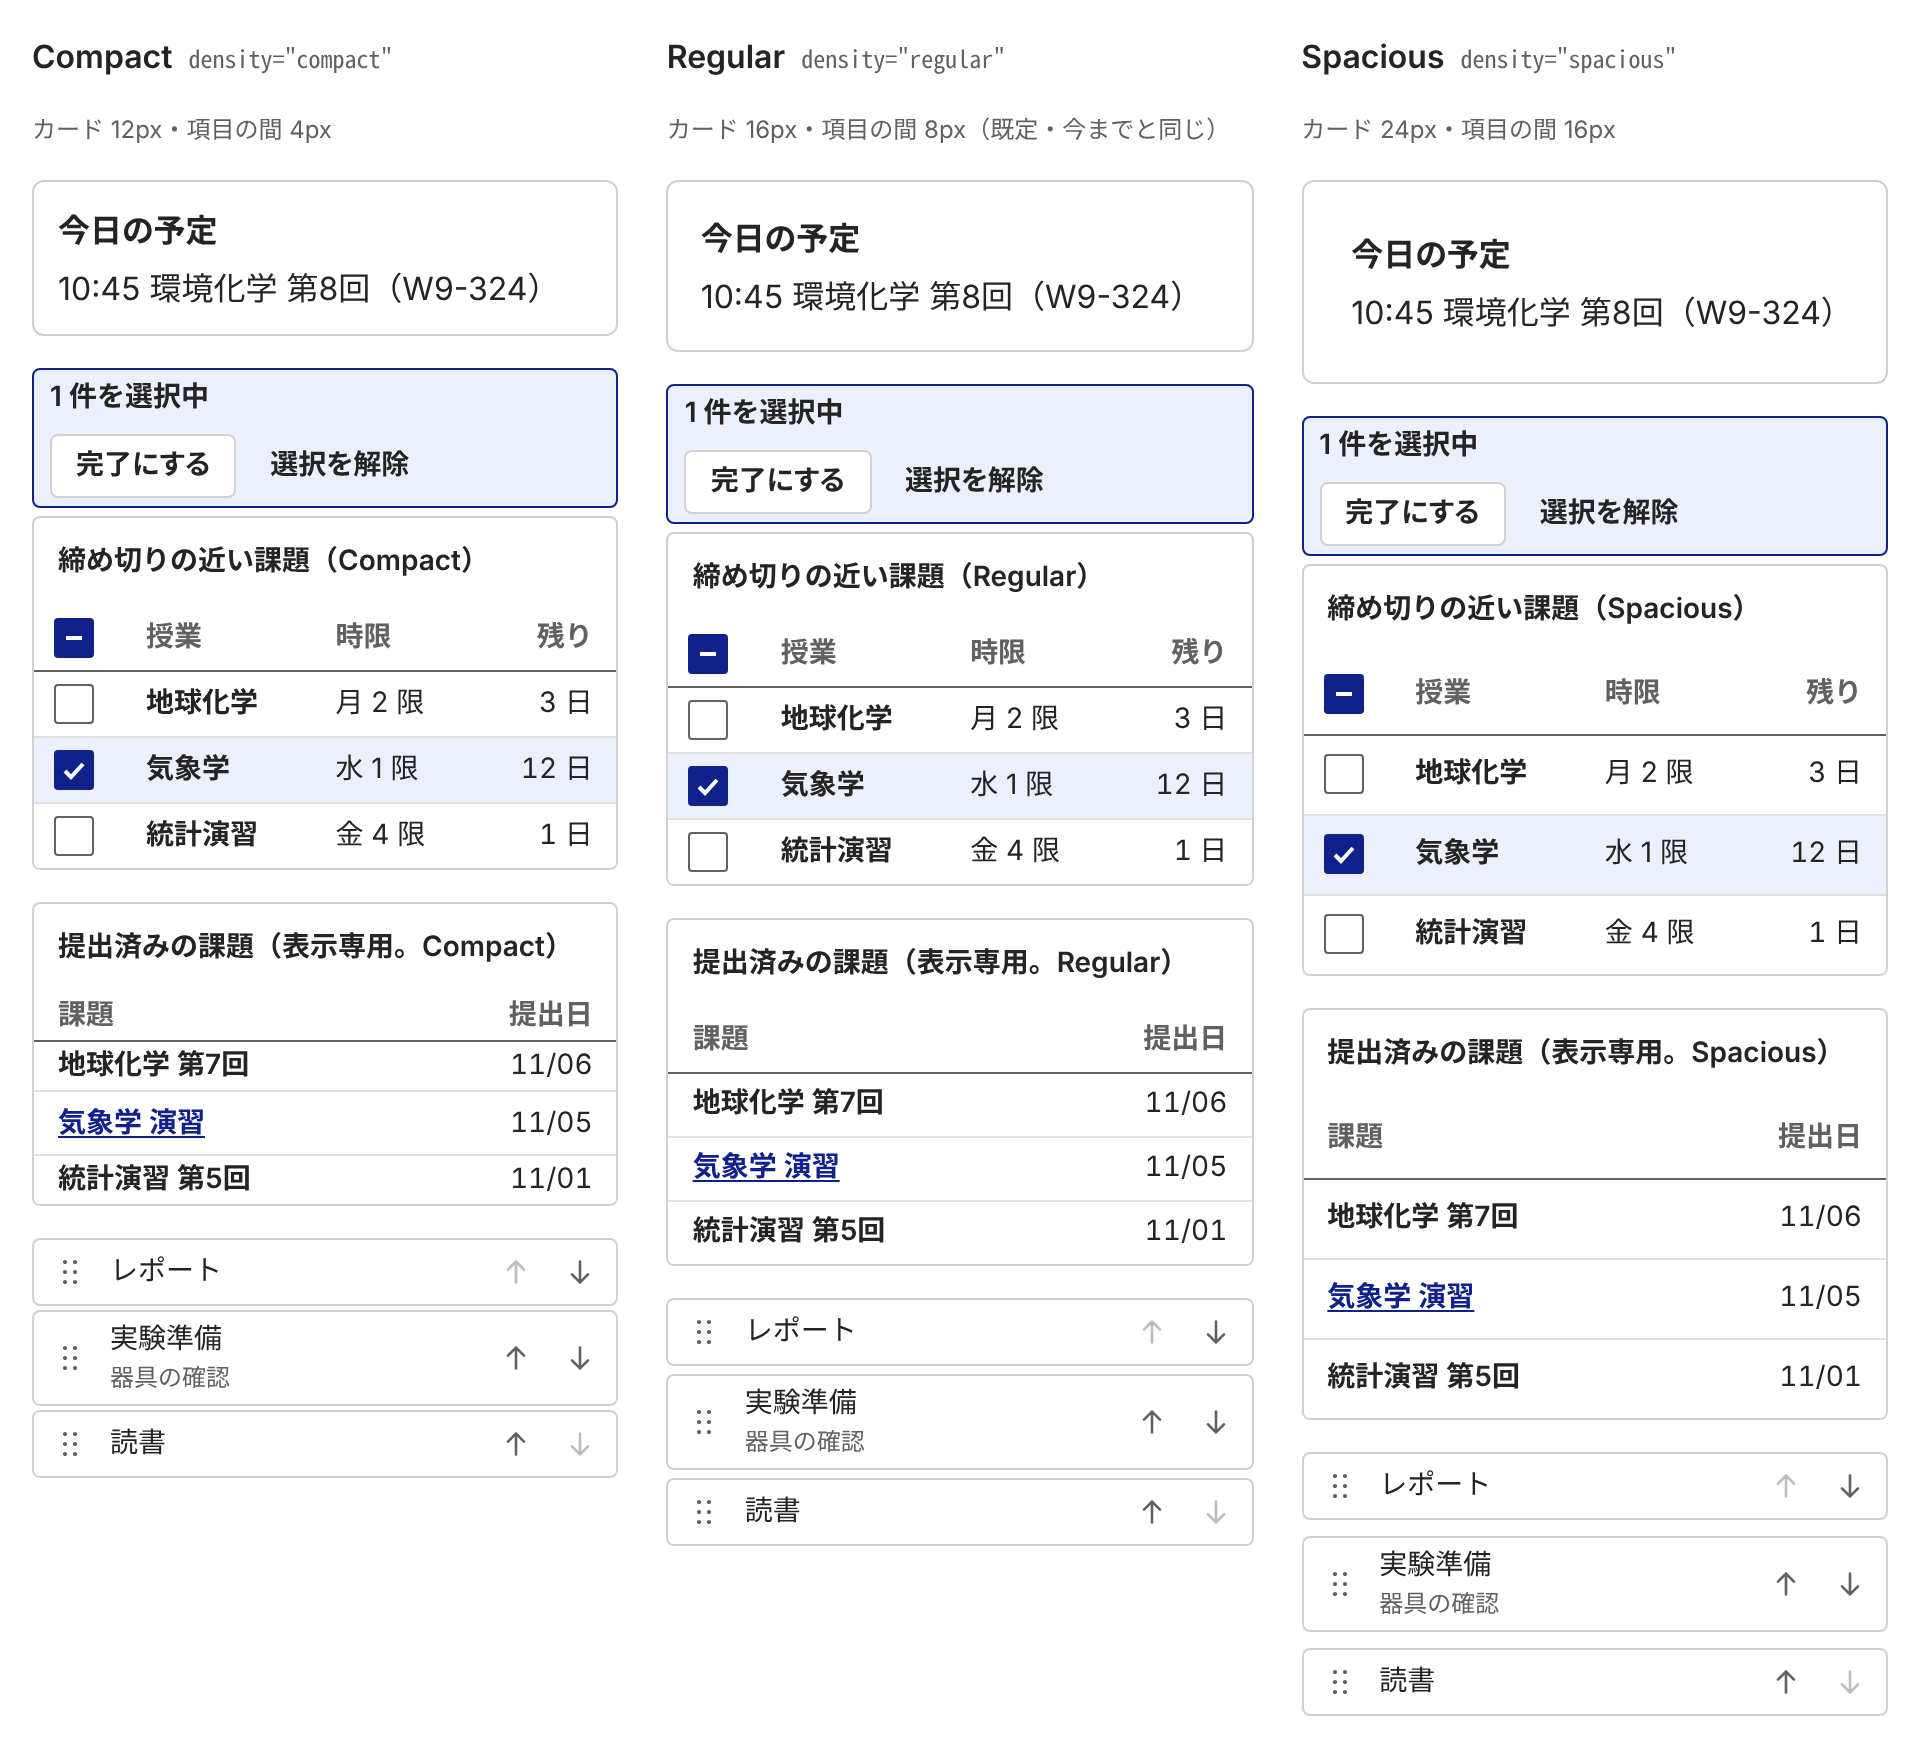 Compact density="compact"
カード 12px・項目の間 4px
今日の予定
10:45 環境化学 第8回（W9-324）
1 件を選択中
完了にする 選択を解除
締め切りの近い課題（Compact）
授業 時限 残り
地球化学 月 2 限 3 日
気象学 水 1 限 12 日
統計演習 金 4 限 1 日
提出済みの課題（表示専用。Compact）
課題 提出日
地球化学 第7回 11/06
気象学 演習 11/05
統計演習 第5回 11/01
レポート
実験準備
器具の確認
読書
Regular density="regular"
カード 16px・項目の間 8px（既定・今までと同じ）
今日の予定
10:45 環境化学 第8回（W9-324）
1 件を選択中
完了にする 選択を解除
締め切りの近い課題（Regular）
授業 時限 残り
地球化学 月 2 限 3 日
気象学 水 1 限 12 日
統計演習 金 4 限 1 日
提出済みの課題（表示専用。Regular）
課題 提出日
地球化学 第7回 11/06
気象学 演習 11/05
統計演習 第5回 11/01
レポート
実験準備
器具の確認
読書
Spacious density="spacious"
カード 24px・項目の間 16px
今日の予定
10:45 環境化学 第8回（W9-324）
1 件を選択中
完了にする 選択を解除
締め切りの近い課題（Spacious）
授業 時限 残り
地球化学 月 2 限 3 日
気象学 水 1 限 12 日
統計演習 金 4 限 1 日
提出済みの課題（表示専用。Spacious）
課題 提出日
地球化学 第7回 11/06
気象学 演習 11/05
統計演習 第5回 11/01
レポート
実験準備
器具の確認
読書